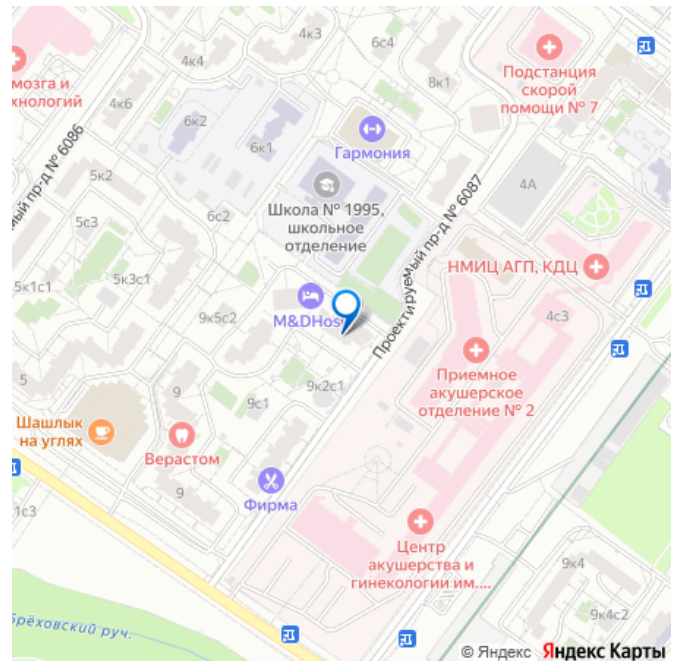 4к3
6с4
4к4
8к1
Подстанция
скорой
помощи № 7
мозга и
хнологий
4к6
6к2
6к1
Гармония
ый пр-д № 6086
5к2
4А
Школа № 1995,
школьное
отделение
5с3
6с2
Проектируемый пр-д № 6087
НМИЦ АГП, КДЦ
5к1с1
5к3с1
9к5с2
M&DHos
4с3
Приемное
акушерское
отделение № 2
5
9
9с1
9к2с1
Шашлык
на углях
Верастом
9
Фирма
1с3
Центр
акушерства и
гинекологии им....
9к4
9к4с2
Брёховский руч.
© Яндекс Яндекс Карты